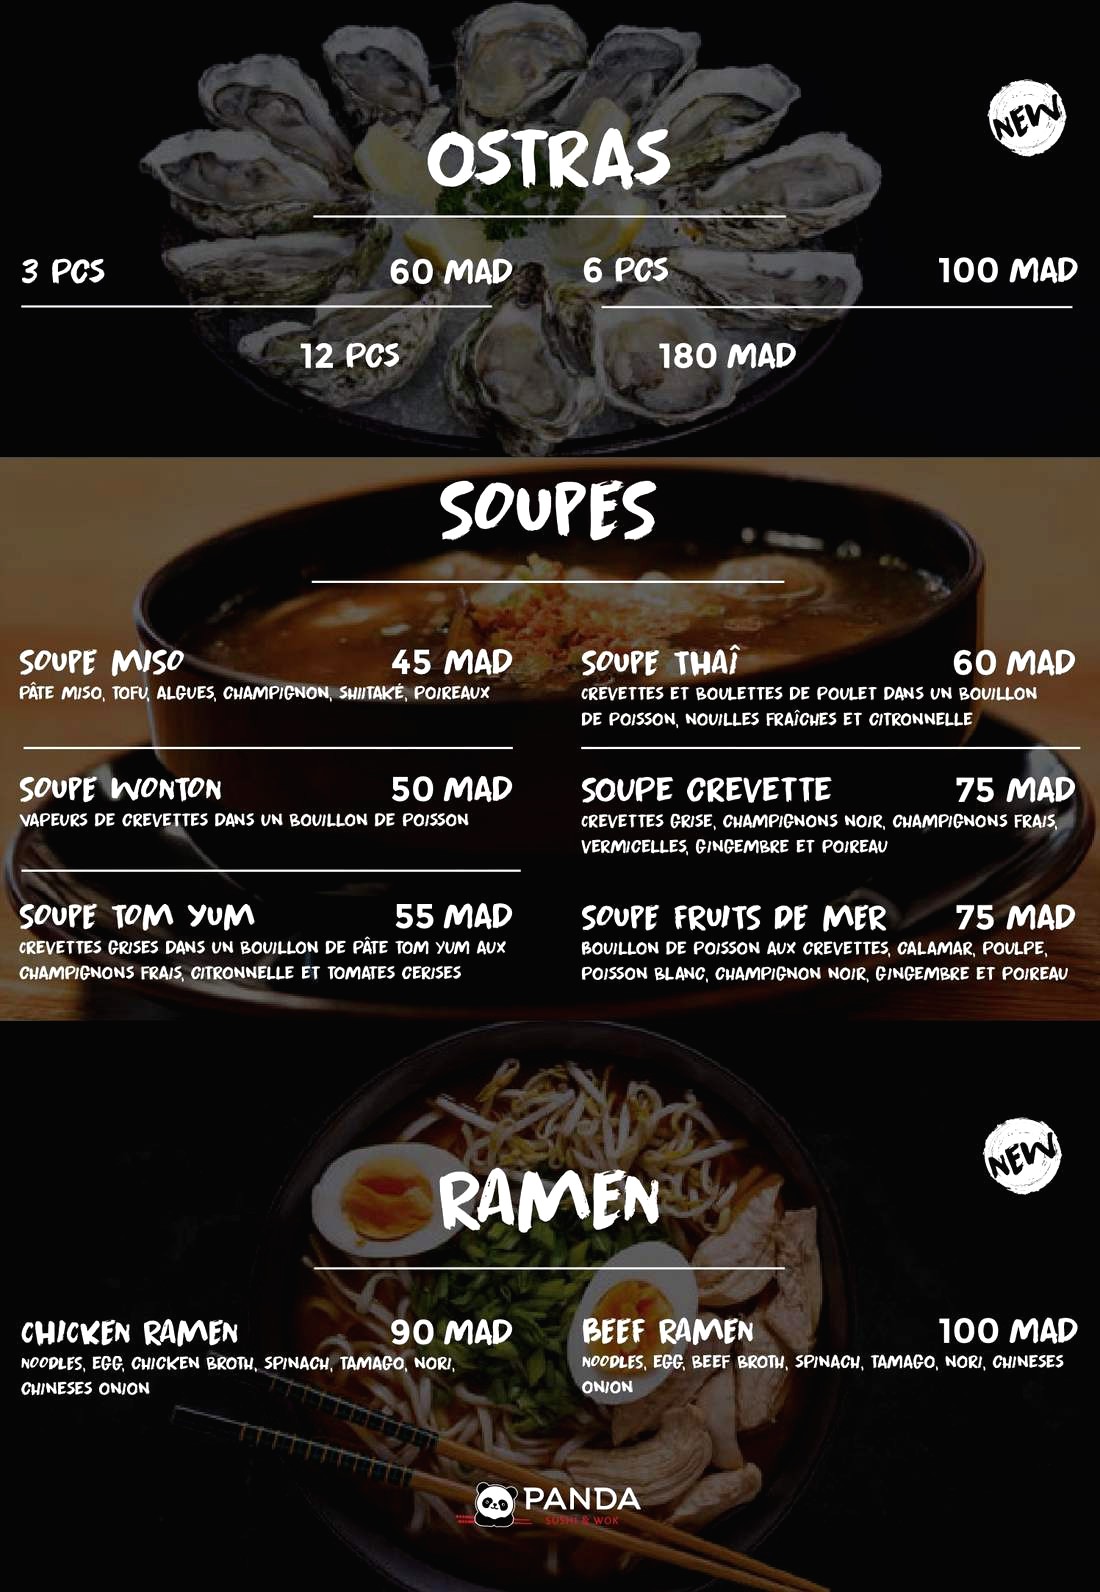 NEW
OSTRAS
3 PCS 60 MAD
6 PCS 100 MAD
12 PCS 180 MAD
SOUPES
SOUPE MISO 45 MAD
PÂTE MISO, TOFU, ALGUES, CHAMPIGNON, SHIITAKÉ, POIREAUX
SOUPE WONTON 50 MAD
VAPEURS DE CREVETTES DANS UN BOUILLON DE POISSON
SOUPE TOM YUM 55 MAD
CREVETTES GRISES DANS UN BOUILLON DE PÂTE TOM YUM AUX
CHAMPIGNONS FRAIS, CITRONNELLE ET TOMATES CERISES
SOUPE THAÎ 60 MAD
CREVETTES ET BOULETTES DE POULET DANS UN BOUILLON
DE POISSON, NOUILLES FRAÎCHES ET CITRONNELLE
SOUPE CREVETTE 75 MAD
CREVETTES GRISE, CHAMPIGNONS NOIR, CHAMPIGNONS FRAIS,
VERMICELLES, GINGEMBRE ET POIREAU
SOUPE FRUITS DE MER 75 MAD
BOUILLON DE POISSON AUX CREVETTES, CALAMAR, POULPE,
POISSON BLANC, CHAMPIGNON NOIR, GINGEMBRE ET POIREAU
NEW
RAMEN
CHICKEN RAMEN 90 MAD
NOODLES, EGG, CHICKEN BROTH, SPINACH, TAMAGO, NORI,
CHINESES ONION
BEEF RAMEN 100 MAD
NOODLES, EGG, BEEF BROTH, SPINACH, TAMAGO, NORI, CHINESES
ONION
PANDA
SUSHI & WOK